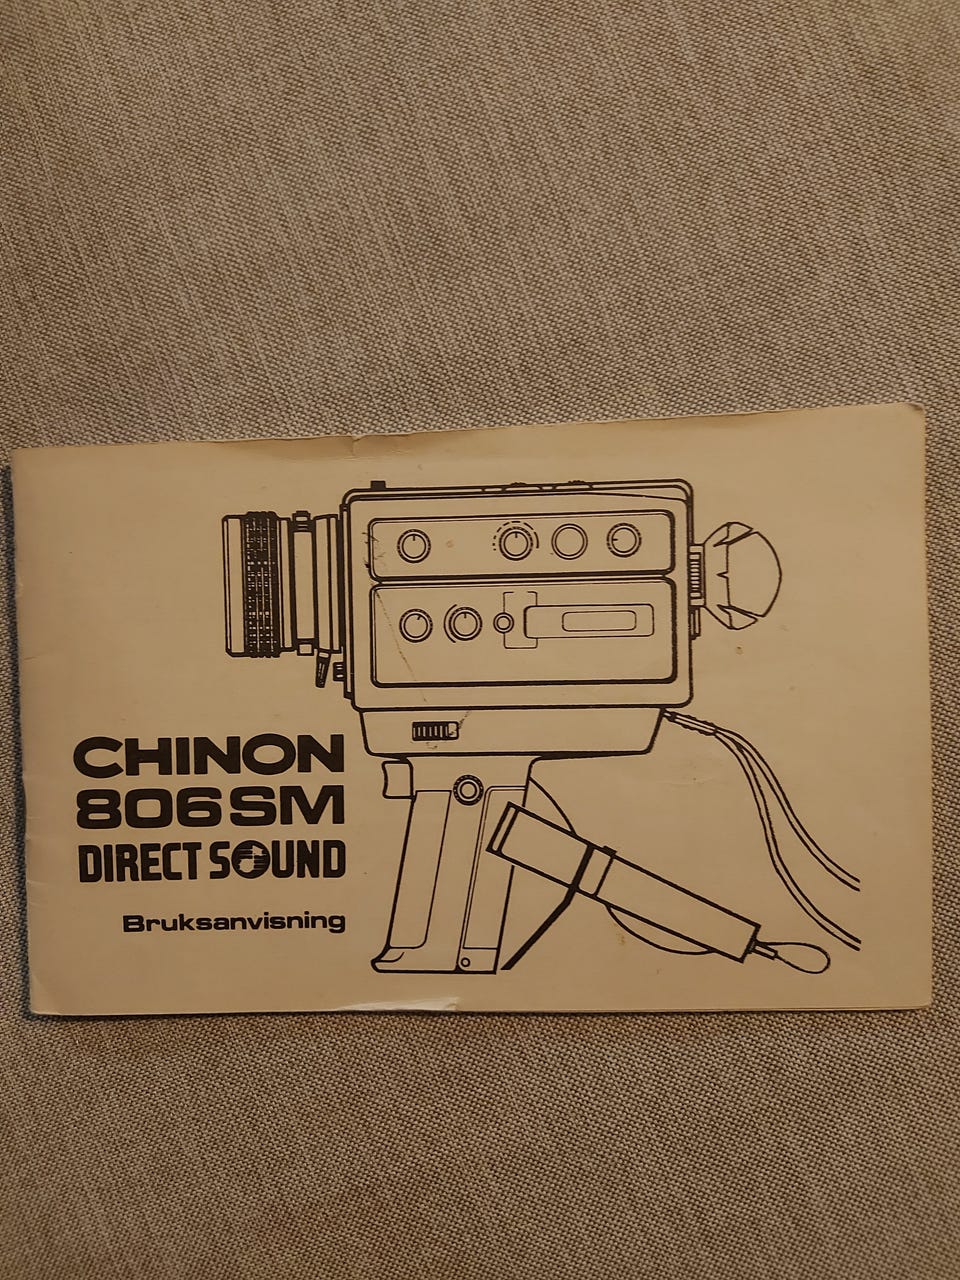 CHINON
806SM
DIRECT SOUND
Bruksanvisning